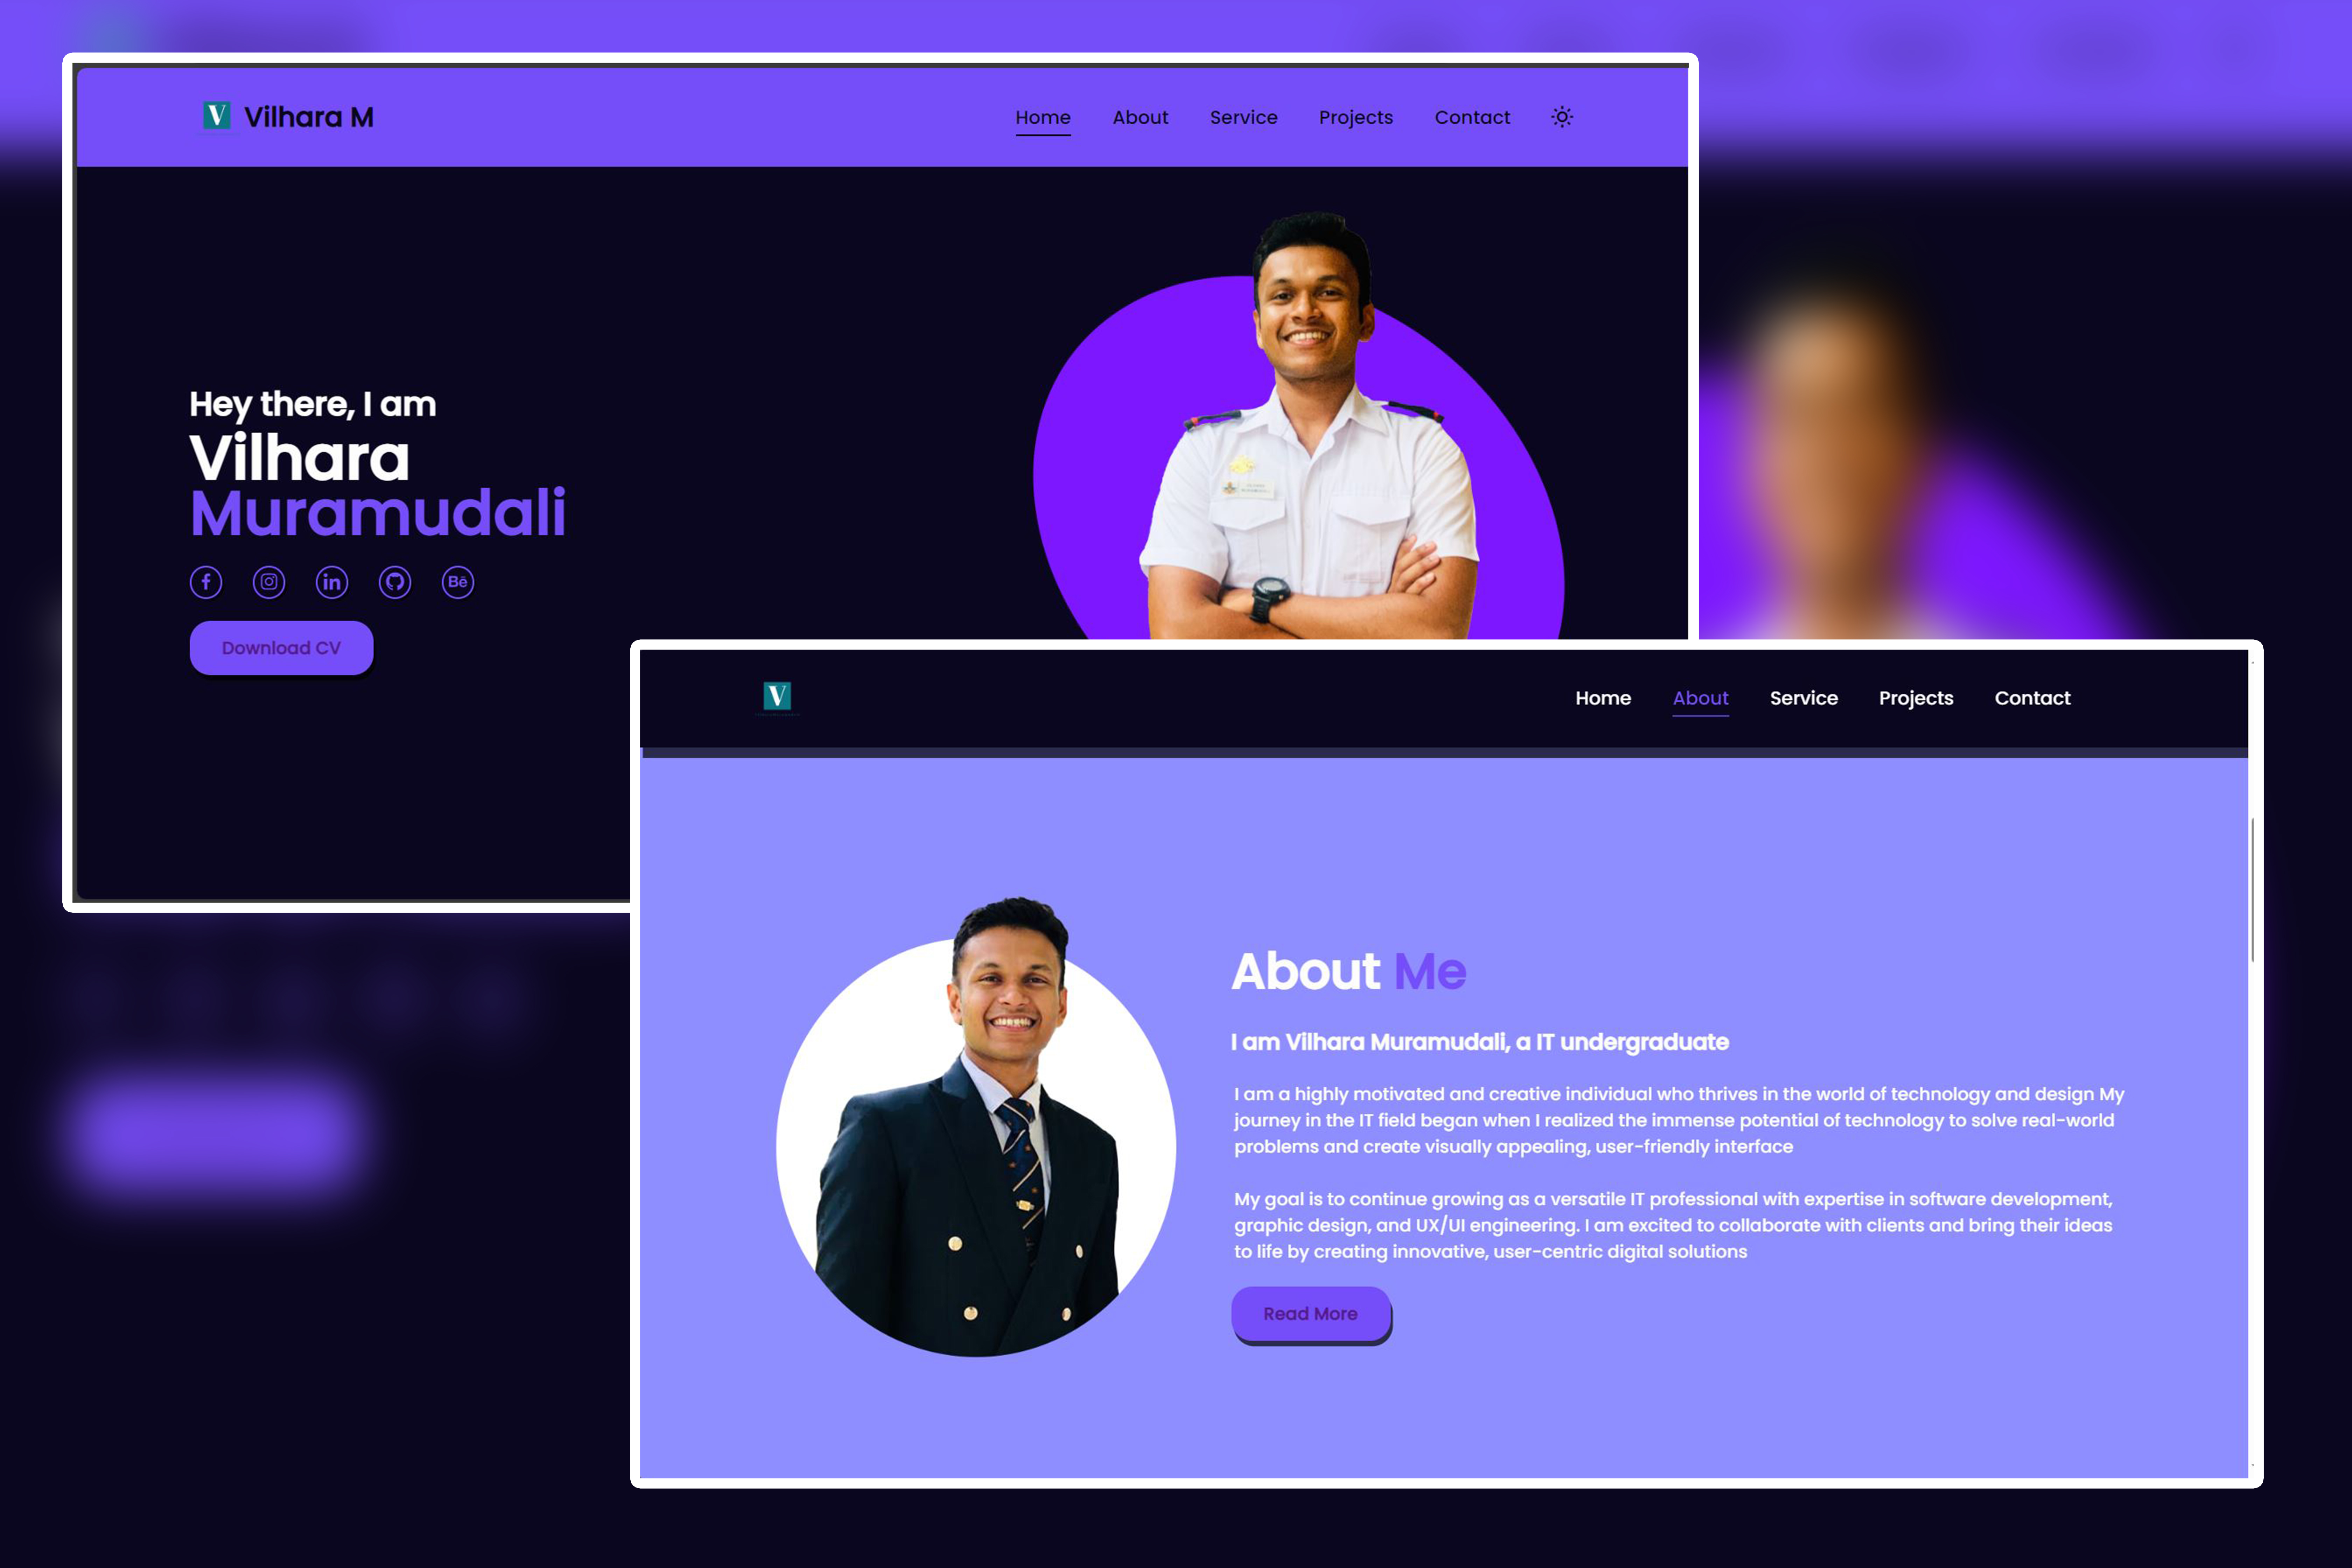 V Vilhara M
Home About Service Projects Contact
Hey there, I am
Vilhara
Muramudali
Bē
Download CV
V
Home About Service Projects Contact
About Me
I am Vilhara Muramudali, a IT undergraduate
I am a highly motivated and creative individual who thrives in the world of technology and design My
journey in the IT field began when I realized the immense potential of technology to solve real-world
problems and create visually appealing, user-friendly interface
My goal is to continue growing as a versatile IT professional with expertise in software development,
graphic design, and UX/UI engineering. I am excited to collaborate with clients and bring their ideas
to life by creating innovative, user-centric digital solutions
Read More